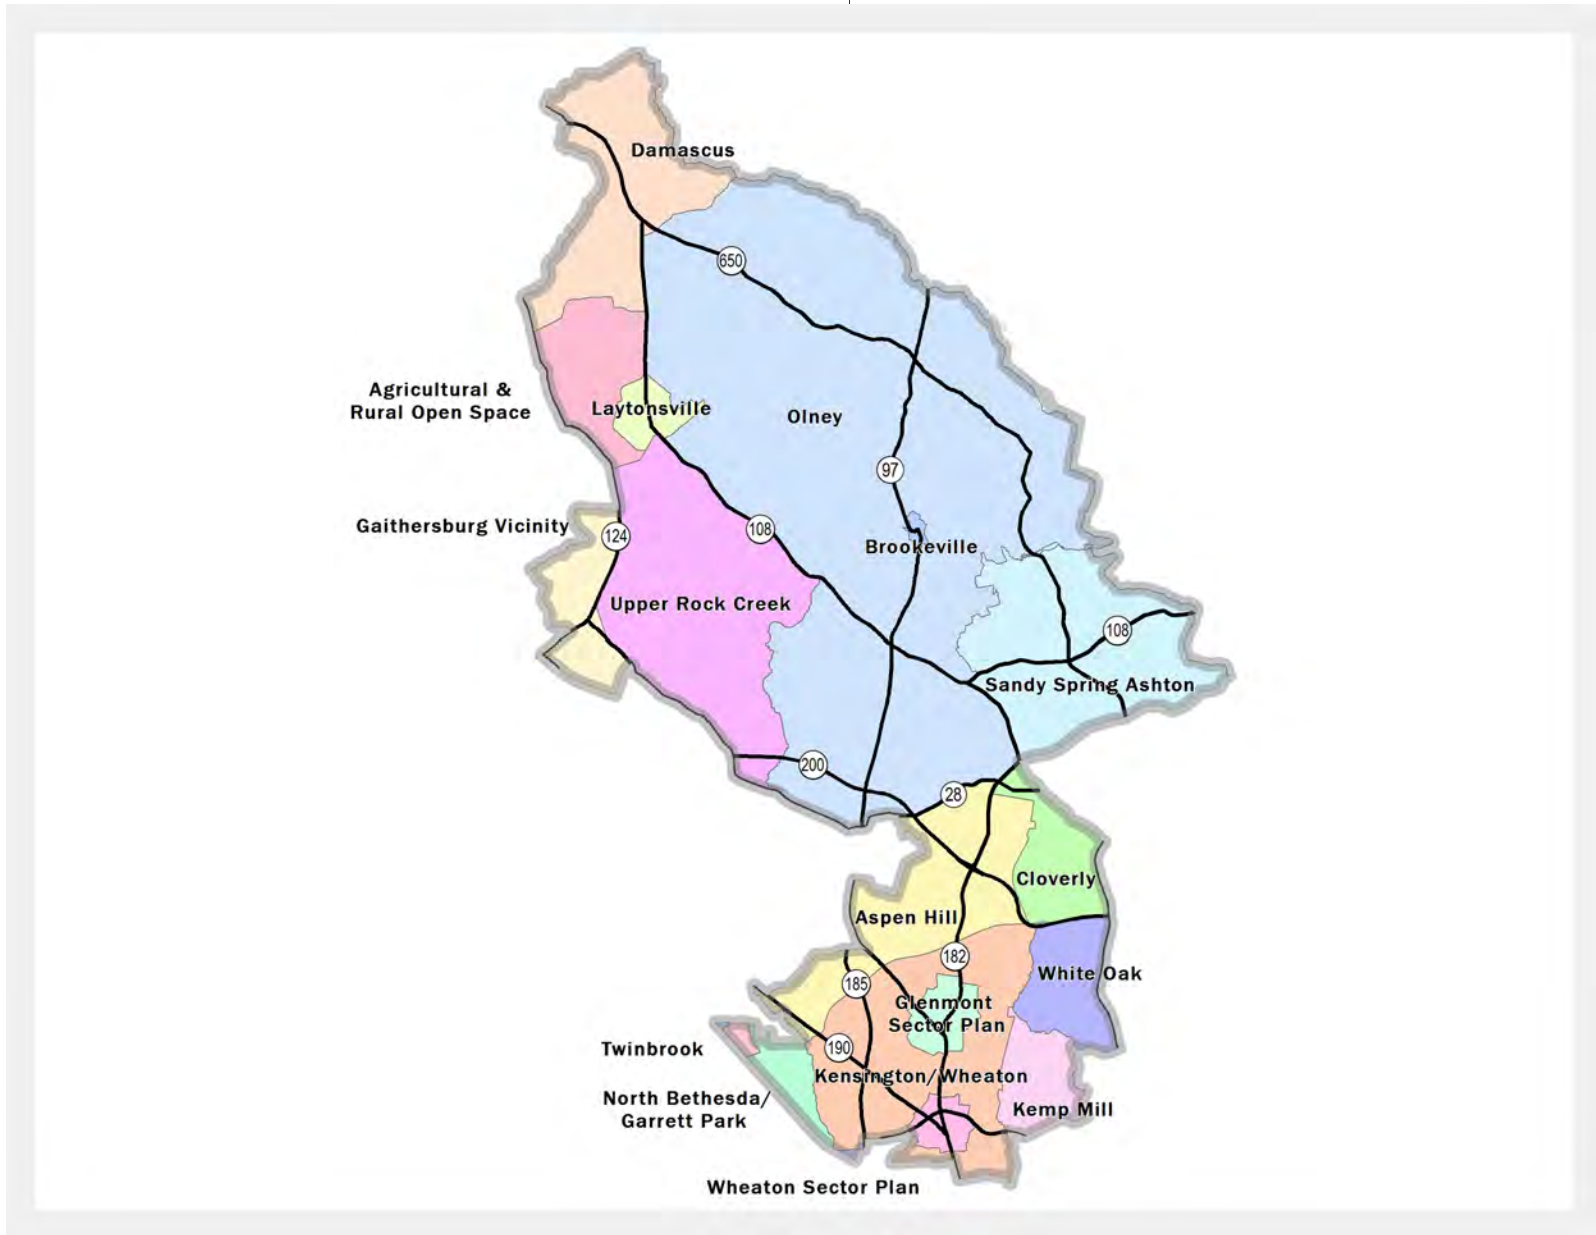 Damascus
650
Agricultural &
Rural Open Space
Laytonsville
Olney
97
Gaithersburg Vicinity
124
108
Brookeville
Upper Rock Creek
108
Sandy Spring Ashton
200
28
Cloverly
Aspen Hill
182
White Oak
185
Glenmont
Sector Plan
Twinbrook
190
Kensington/Wheaton
North Bethesda/
Garrett Park
Kemp Mill
Wheaton Sector Plan